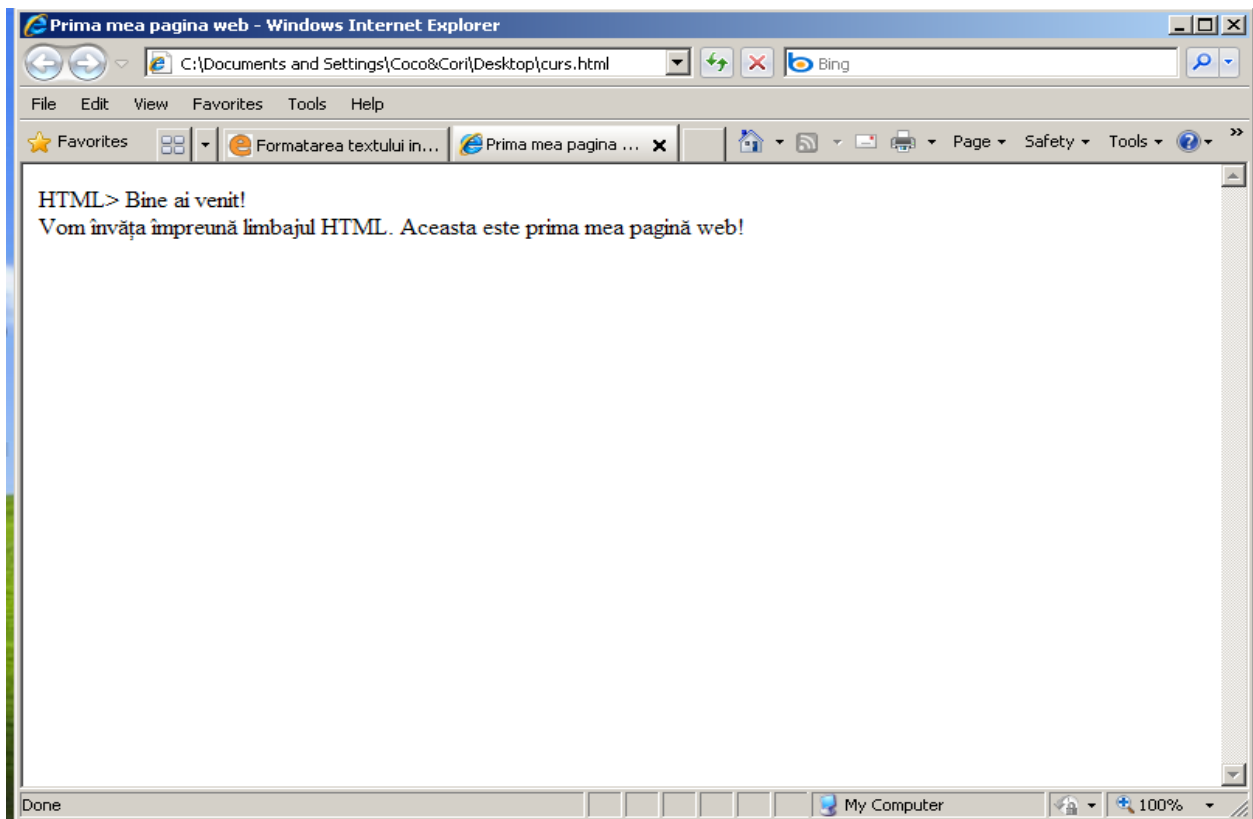 Prima mea pagina web - Windows Internet Explorer
C:\Documents and Settings\Coco&Cori\Desktop\curs.html Bing
File Edit View Favorites Tools Help
Favorites Formatarea textului in... Prima mea pagina ... Page Safety Tools
HTML> Bine ai venit!
Vom învăța împreună limbajul HTML. Aceasta este prima mea pagină web!
Done My Computer 100%